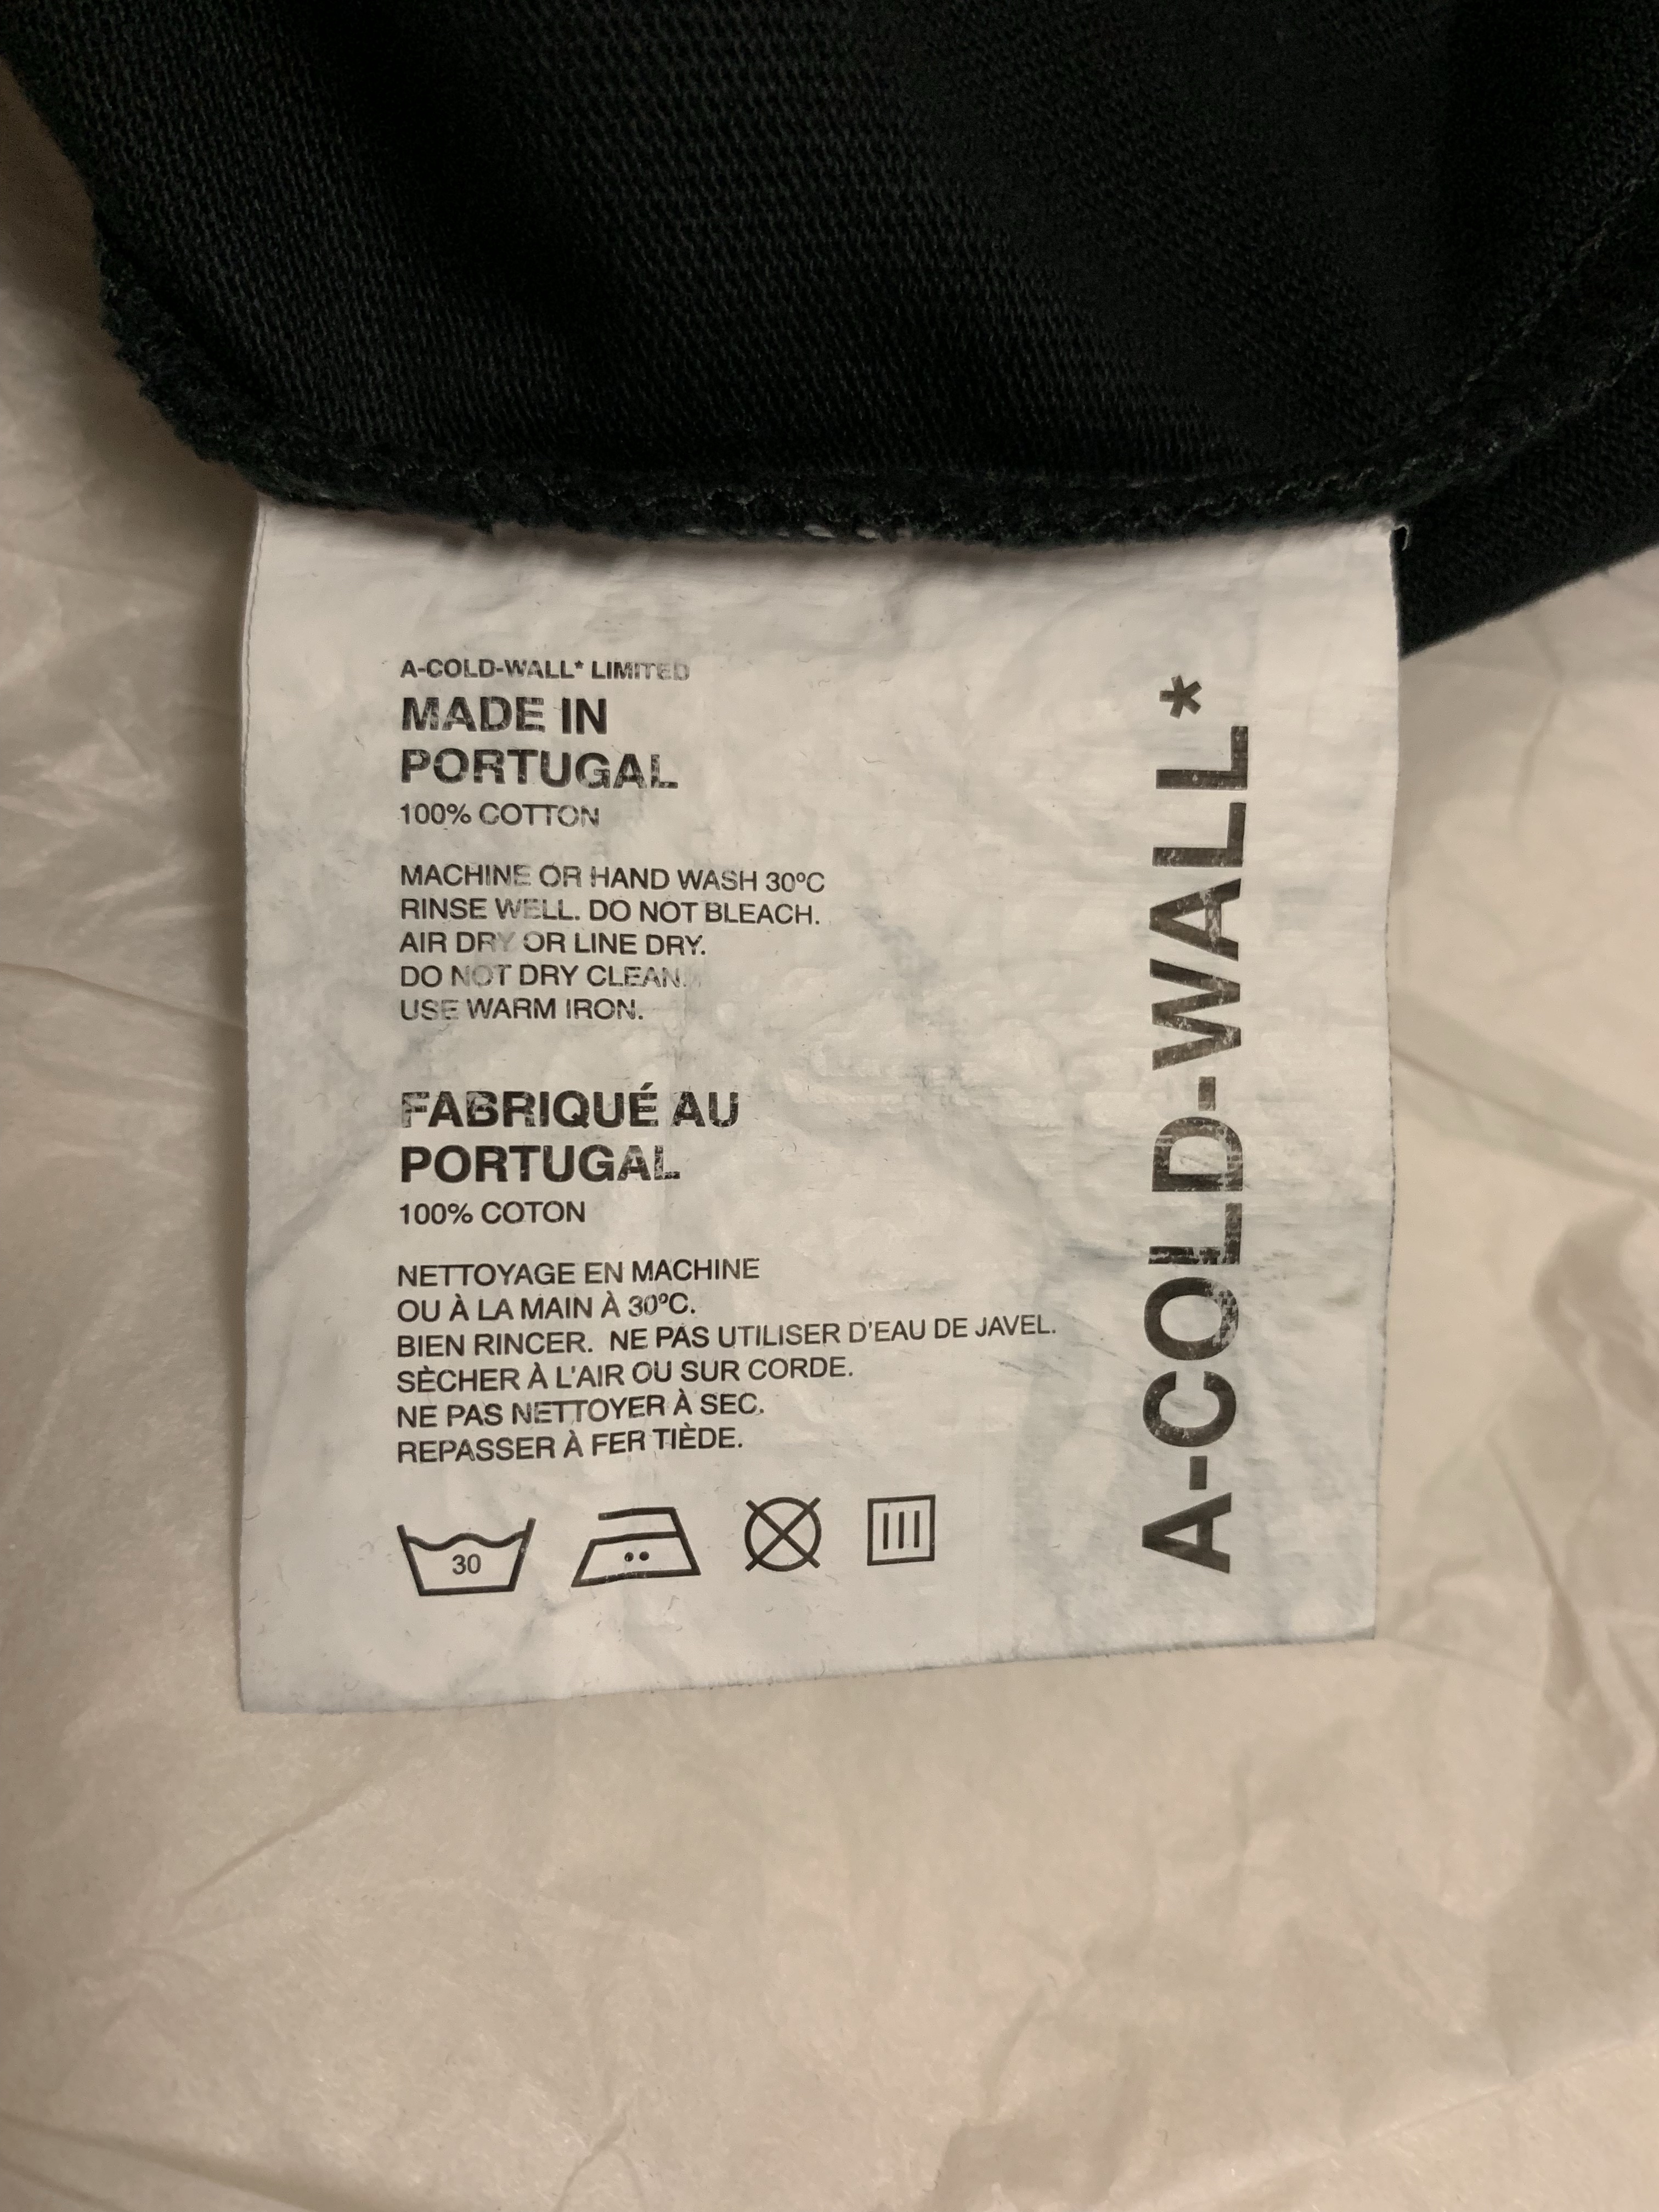 A-COLD-WALL* LIMITED
MADE IN
PORTUGAL
100% COTTON
MACHINE OR HAND WASH 30ºC
RINSE WELL. DO NOT BLEACH.
AIR DRY OR LINE DRY.
DO NOT DRY CLEAN.
USE WARM IRON.
FABRIQUÉ AU
PORTUGAL
100% COTON
NETTOYAGE EN MACHINE
OU À LA MAIN À 30ºC.
BIEN RINCER.  NE PAS UTILISER D'EAU DE JAVEL.
SÈCHER À L'AIR OU SUR CORDE.
NE PAS NETTOYER À SEC.
REPASSER À FER TIÈDE.
30
A-COLD-WALL*